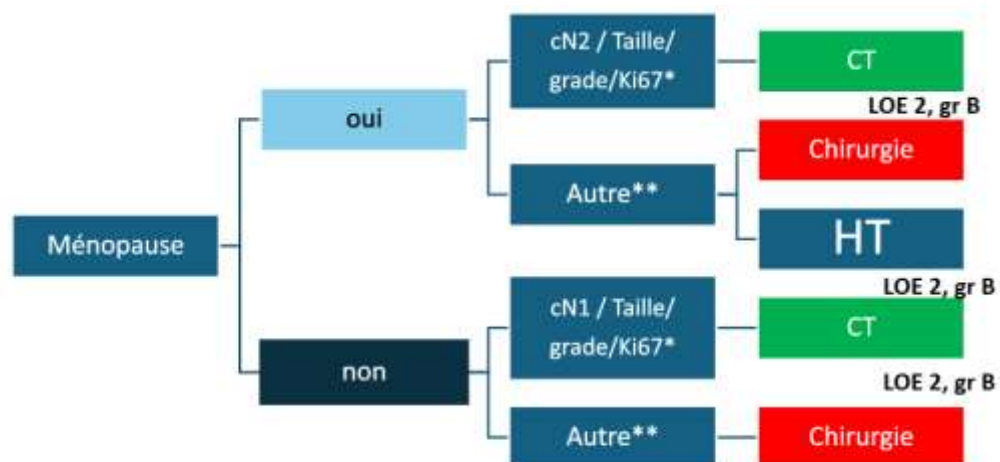 cN2 / Taille/
grade/Ki67*
CT
LOE 2, gr B
oui
Chirurgie
Autre**
HT
Ménopause
LOE 2, gr B
cN1 / Taille/
grade/Ki67*
CT
non
LOE 2, gr B
Autre**
Chirurgie